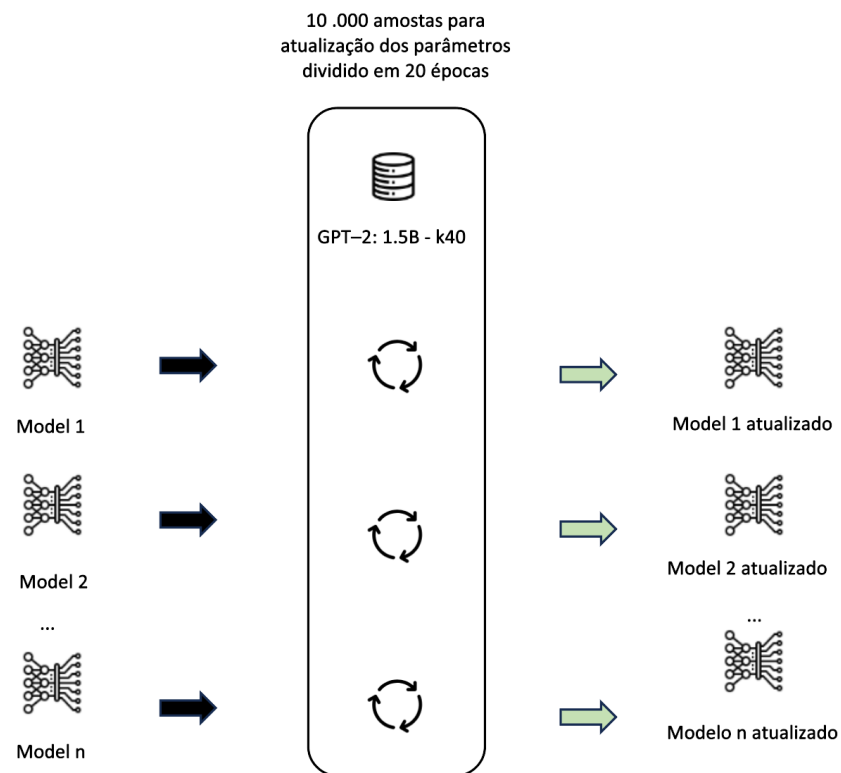 10 .000 amostas para
atualização dos parâmetros
dividido em 20 épocas
GPT–2: 1.5B - k40
Model 1
Model 1 atualizado
Model 2
Model 2 atualizado
...
...
Model n
Modelo n atualizado